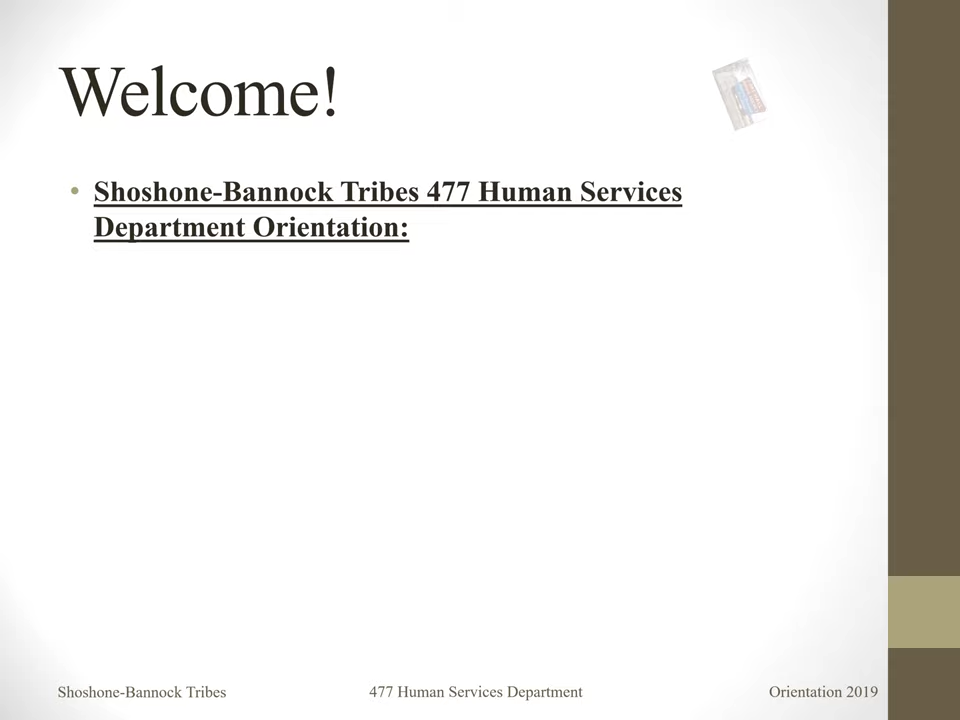 Welcome!
• Shoshone-Bannock Tribes 477 Human Services
Department Orientation:
Shoshone-Bannock Tribes 477 Human Services Department Orientation 2019